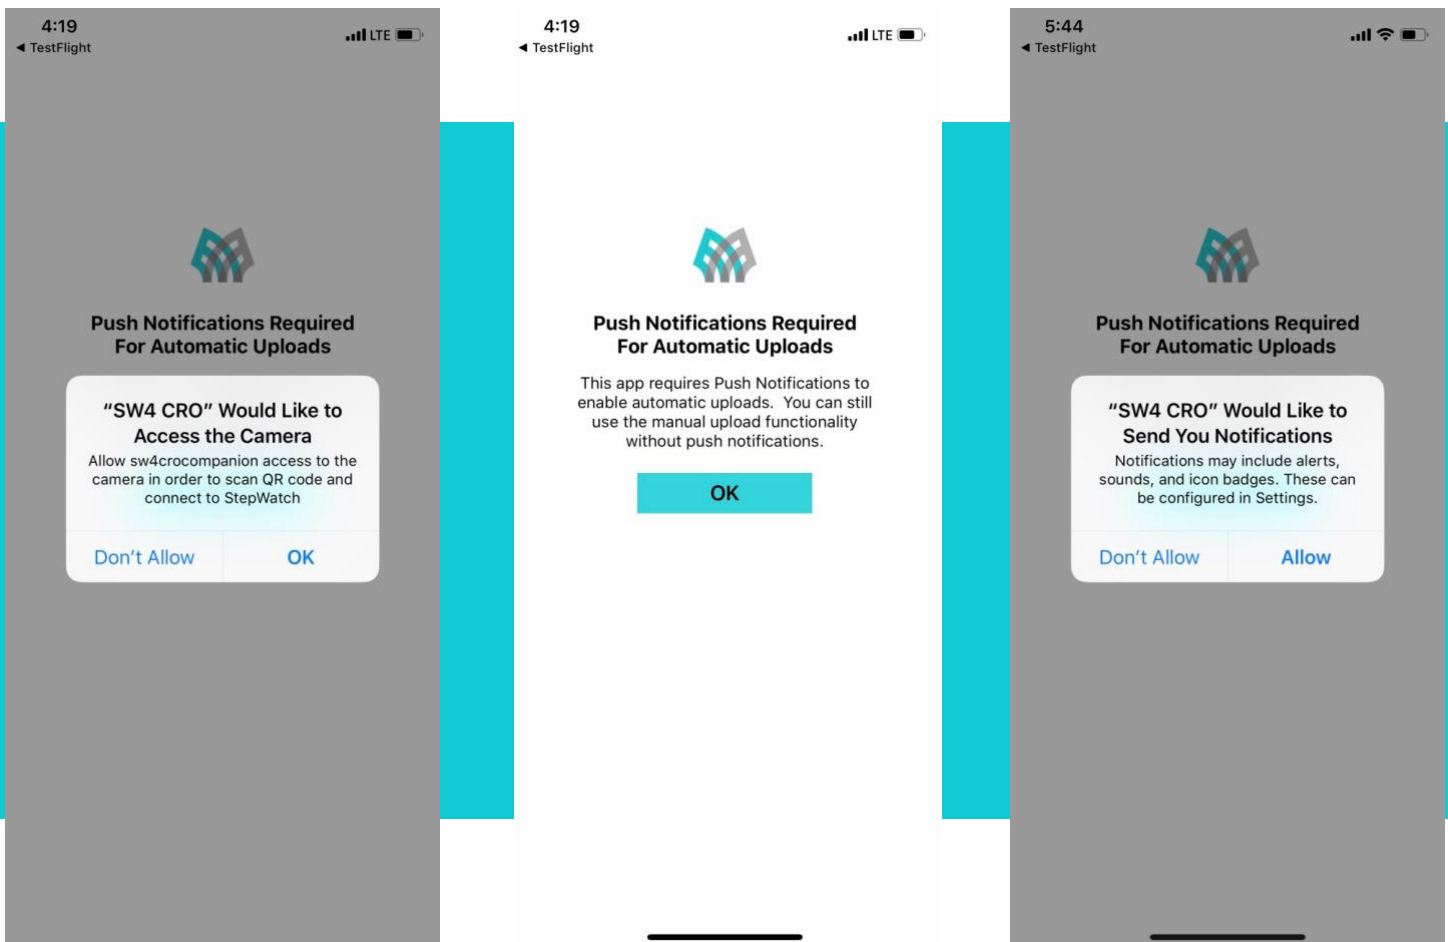 4:19
LTE
◀ TestFlight
Push Notifications Required
For Automatic Uploads
“SW4 CRO” Would Like to
Access the Camera
Allow sw4crocompanion access to the
camera in order to scan QR code and
connect to StepWatch
Don’t Allow
OK
4:19
LTE
◀ TestFlight
Push Notifications Required
For Automatic Uploads
This app requires Push Notifications to
enable automatic uploads.  You can still
use the manual upload functionality
without push notifications.
OK
5:44
◀ TestFlight
Push Notifications Required
For Automatic Uploads
“SW4 CRO” Would Like to
Send You Notifications
Notifications may include alerts,
sounds, and icon badges. These can
be configured in Settings.
Don’t Allow
Allow